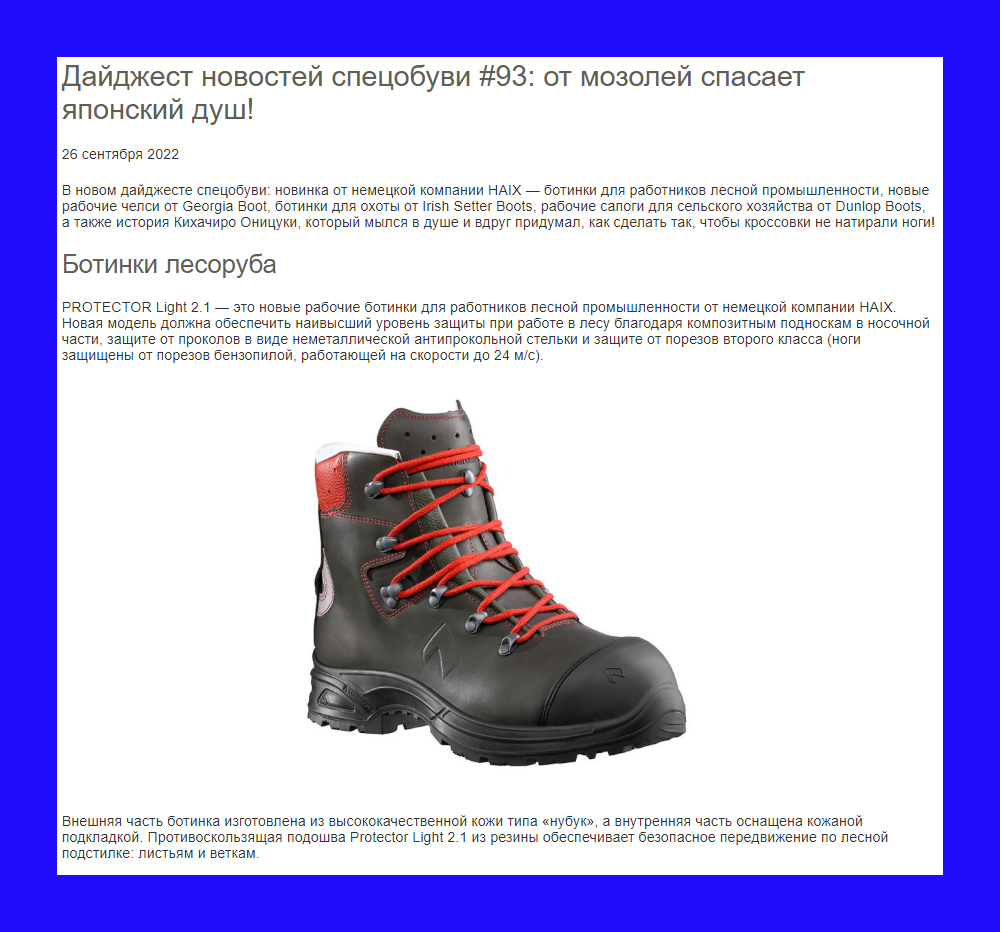 Дайджест новостей спецобуви #93: от мозолей спасает
японский душ!
26 сентября 2022
В новом дайджесте спецобуви: новинка от немецкой компании HAIX — ботинки для работников лесной промышленности, новые
рабочие челси от Georgia Boot, ботинки для охоты от Irish Setter Boots, рабочие сапоги для сельского хозяйства от Dunlop Boots,
а также история Кихачиро Оницуки, который мылся в душе и вдруг придумал, как сделать так, чтобы кроссовки не натирали ноги!
Ботинки лесоруба
PROTECTOR Light 2.1 — это новые рабочие ботинки для работников лесной промышленности от немецкой компании HAIX.
Новая модель должна обеспечить наивысший уровень защиты при работе в лесу благодаря композитным подноскам в носочной
части, защите от проколов в виде неметаллической антипрокольной стельки и защите от порезов второго класса (ноги
защищены от порезов бензопилой, работающей на скорости до 24 м/с).
Внешняя часть ботинка изготовлена из высококачественной кожи типа «нубук», а внутренняя часть оснащена кожаной
подкладкой. Противоскользящая подошва Protector Light 2.1 из резины обеспечивает безопасное передвижение по лесной
подстилке: листьям и веткам.